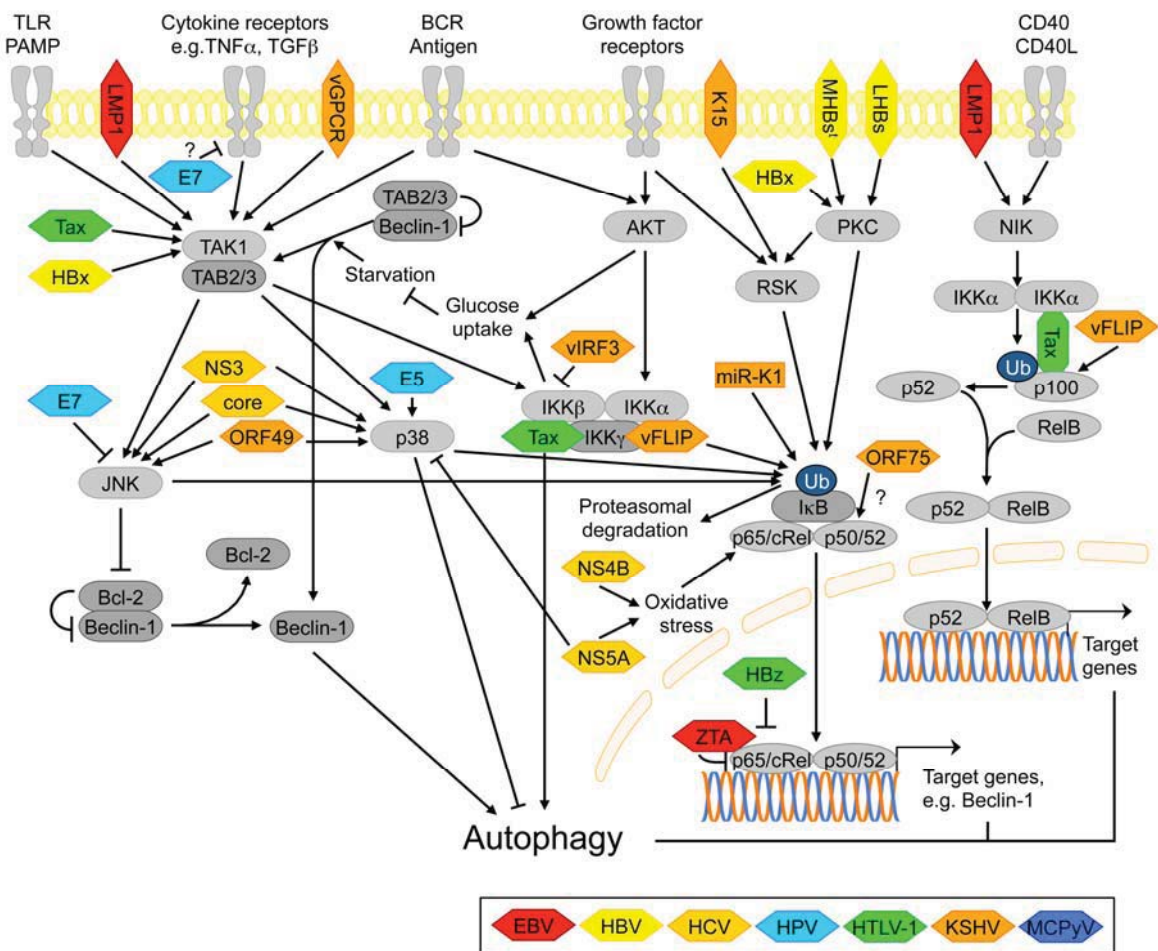 TLR
PAMP
Cytokine receptors
e.g.TNFα, TGFβ
BCR
Antigen
Growth factor
receptors
CD40
CD40L
LMP1
vGPCR
K15
MHBsᵗ
LHBs
LMP1
?
E7
HBx
TAB2/3
Beclin-1
Tax
TAK1
AKT
PKC
NIK
HBx
TAB2/3
Starvation
RSK
IKKα
IKKα
Glucose
uptake
Tax
vFLIP
vIRF3
NS3
miR-K1
Ub
E7
E5
core
IKKβ
IKKα
p52
p100
ORF49
p38
Tax
IKKγ
vFLIP
RelB
ORF75
JNK
Ub
?
IκB
Proteasomal
degradation
p65/cRel
p50/52
p52
RelB
Bcl-2
NS4B
Bcl-2
Oxidative
stress
Beclin-1
Beclin-1
p52
RelB
NS5A
Target
genes
HBz
ZTA
p65/cRel
p50/52
Target genes,
e.g. Beclin-1
Autophagy
EBV
HBV
HCV
HPV
HTLV-1
KSHV
MCPyV